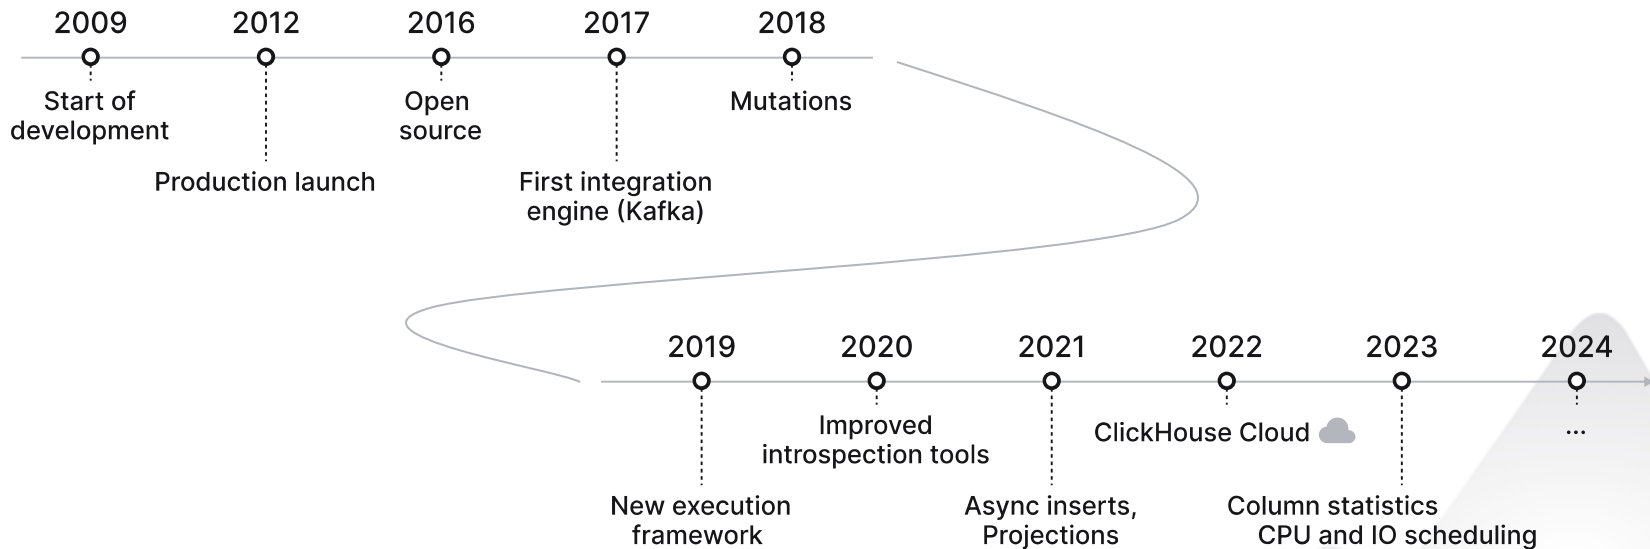 2009
2012
2016
2017
2018
Start of
development
Production launch
Open
source
First integration
engine (Kafka)
Mutations
2019
2020
2021
2022
2023
2024
New execution
framework
Improved
introspection tools
Async inserts,
Projections
ClickHouse Cloud
Column statistics
CPU and IO scheduling
...